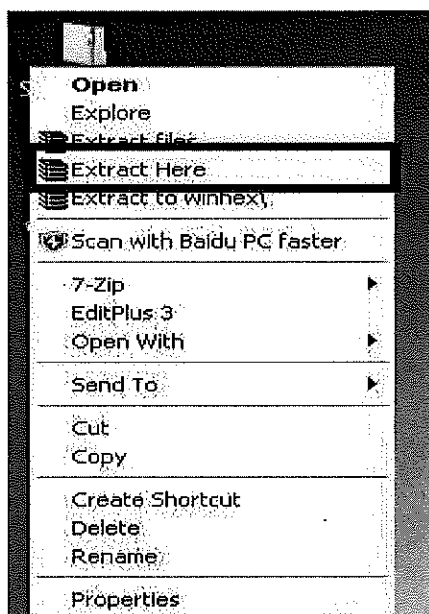 Open
Explore
Extract files
Extract Here
Extract to winhex\
Scan with Baidu PC faster
7-Zip
EditPlus 3
Open With
Send To
Cut
Copy
Create Shortcut
Delete
Rename
Properties